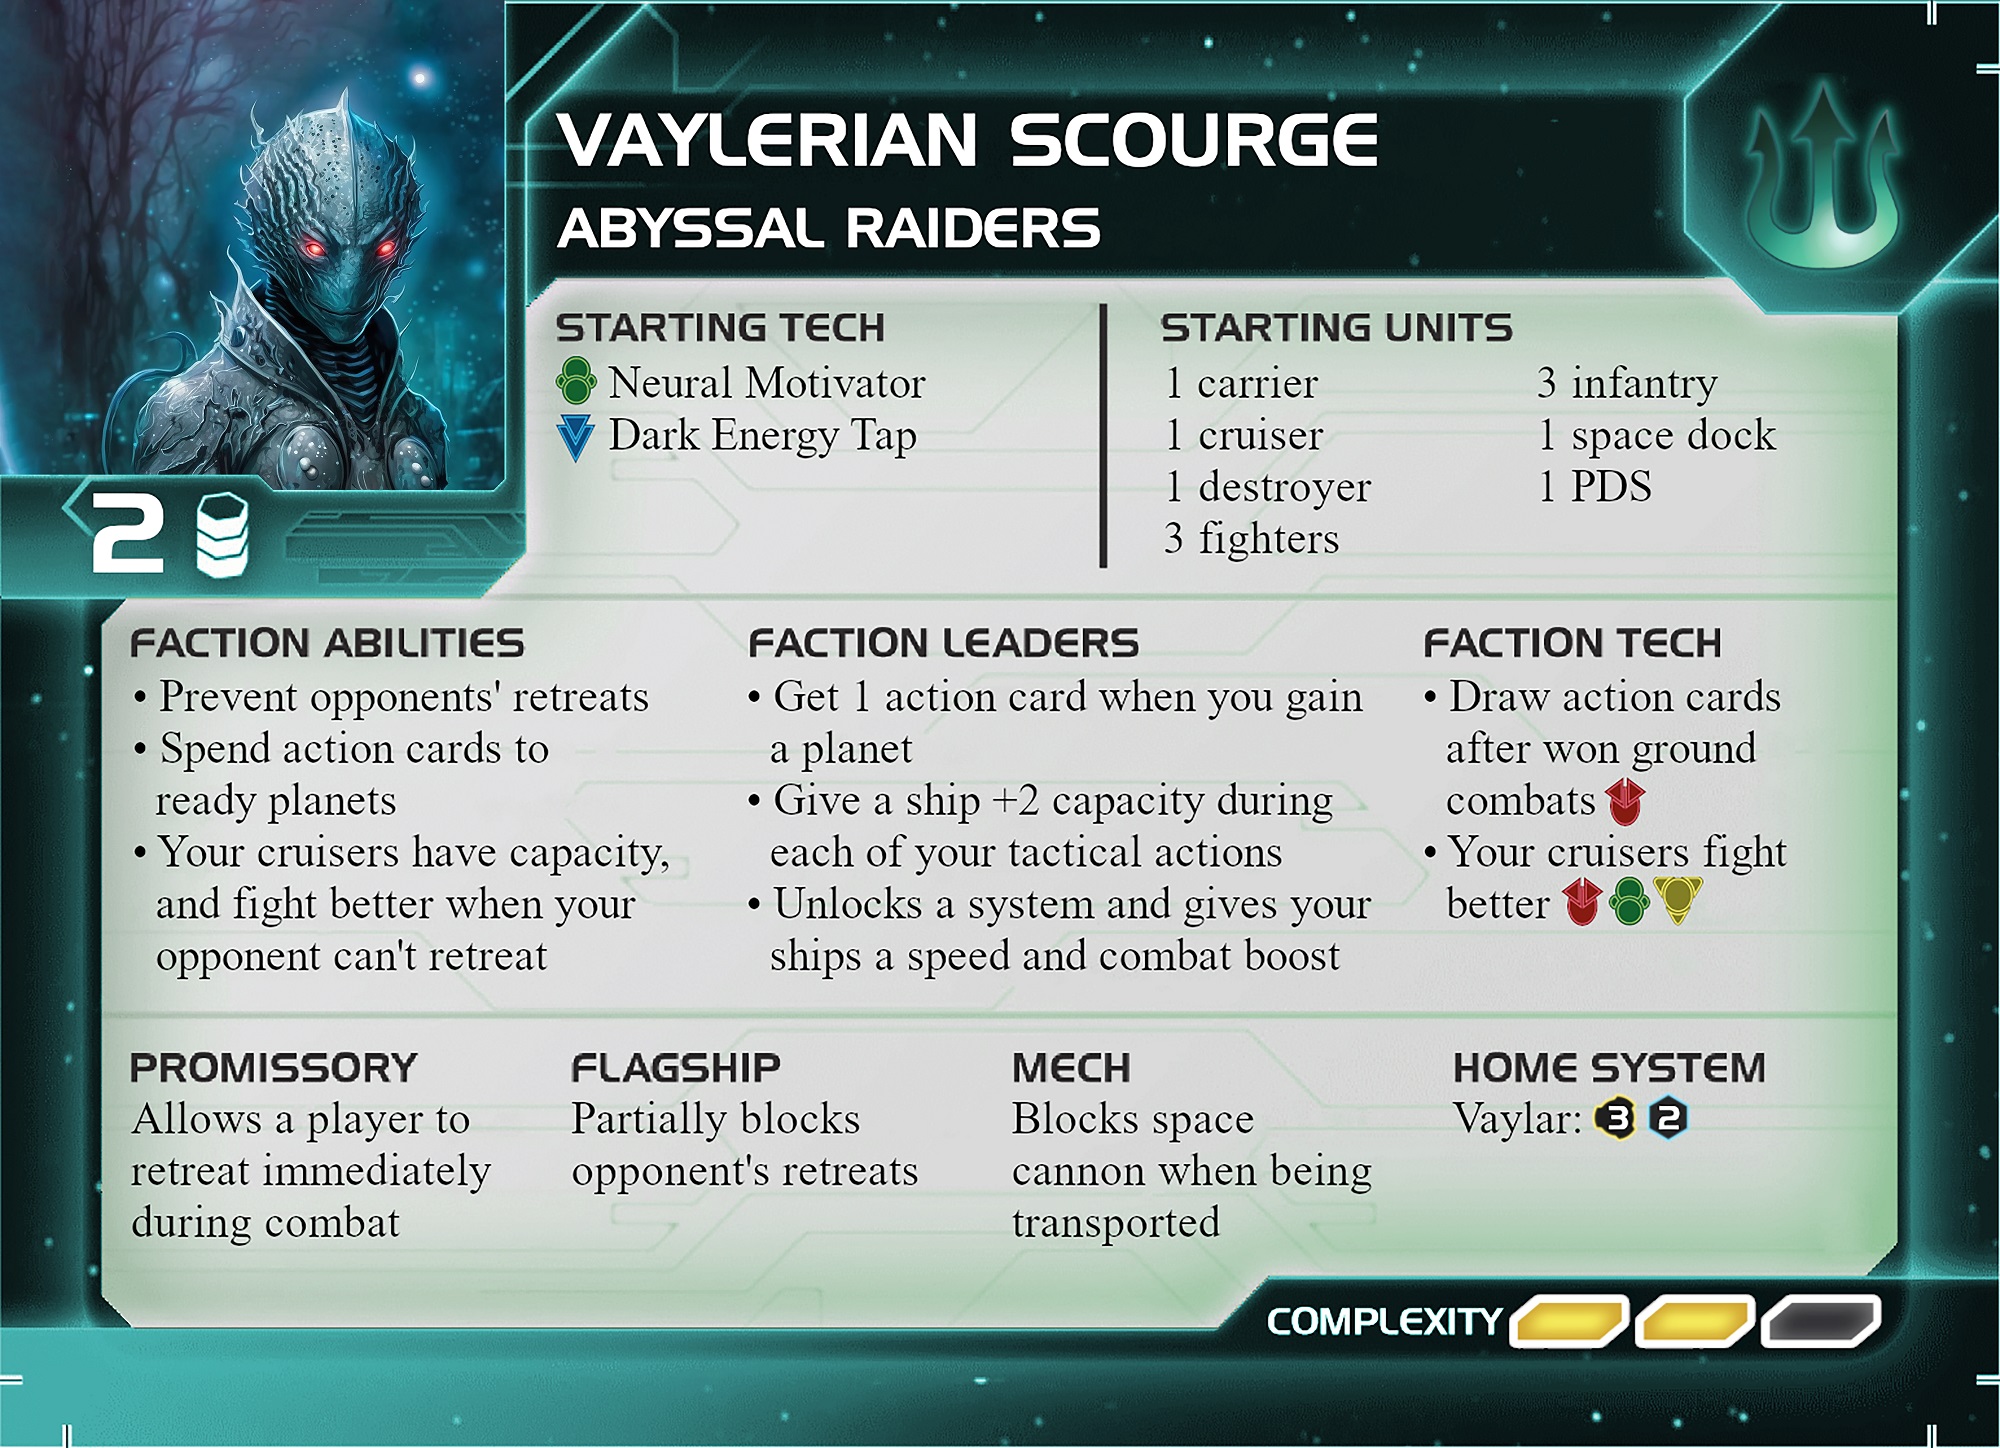 VAYLERIAN SCOURGE
ABYSSAL RAIDERS
2
STARTING TECH
Neural Motivator
Dark Energy Tap
STARTING UNITS
1 carrier
1 cruiser
1 destroyer
3 fighters
3 infantry
1 space dock
1 PDS
FACTION ABILITIES
• Prevent opponents' retreats
• Spend action cards to
ready planets
• Your cruisers have capacity,
and fight better when your
opponent can't retreat
FACTION LEADERS
• Get 1 action card when you gain
a planet
• Give a ship +2 capacity during
each of your tactical actions
• Unlocks a system and gives your
ships a speed and combat boost
FACTION TECH
• Draw action cards
after won ground
combats
• Your cruisers fight
better
PROMISSORY
Allows a player to
retreat immediately
during combat
FLAGSHIP
Partially blocks
opponent's retreats
MECH
Blocks space
cannon when being
transported
HOME SYSTEM
Vaylar: 3 2
COMPLEXITY